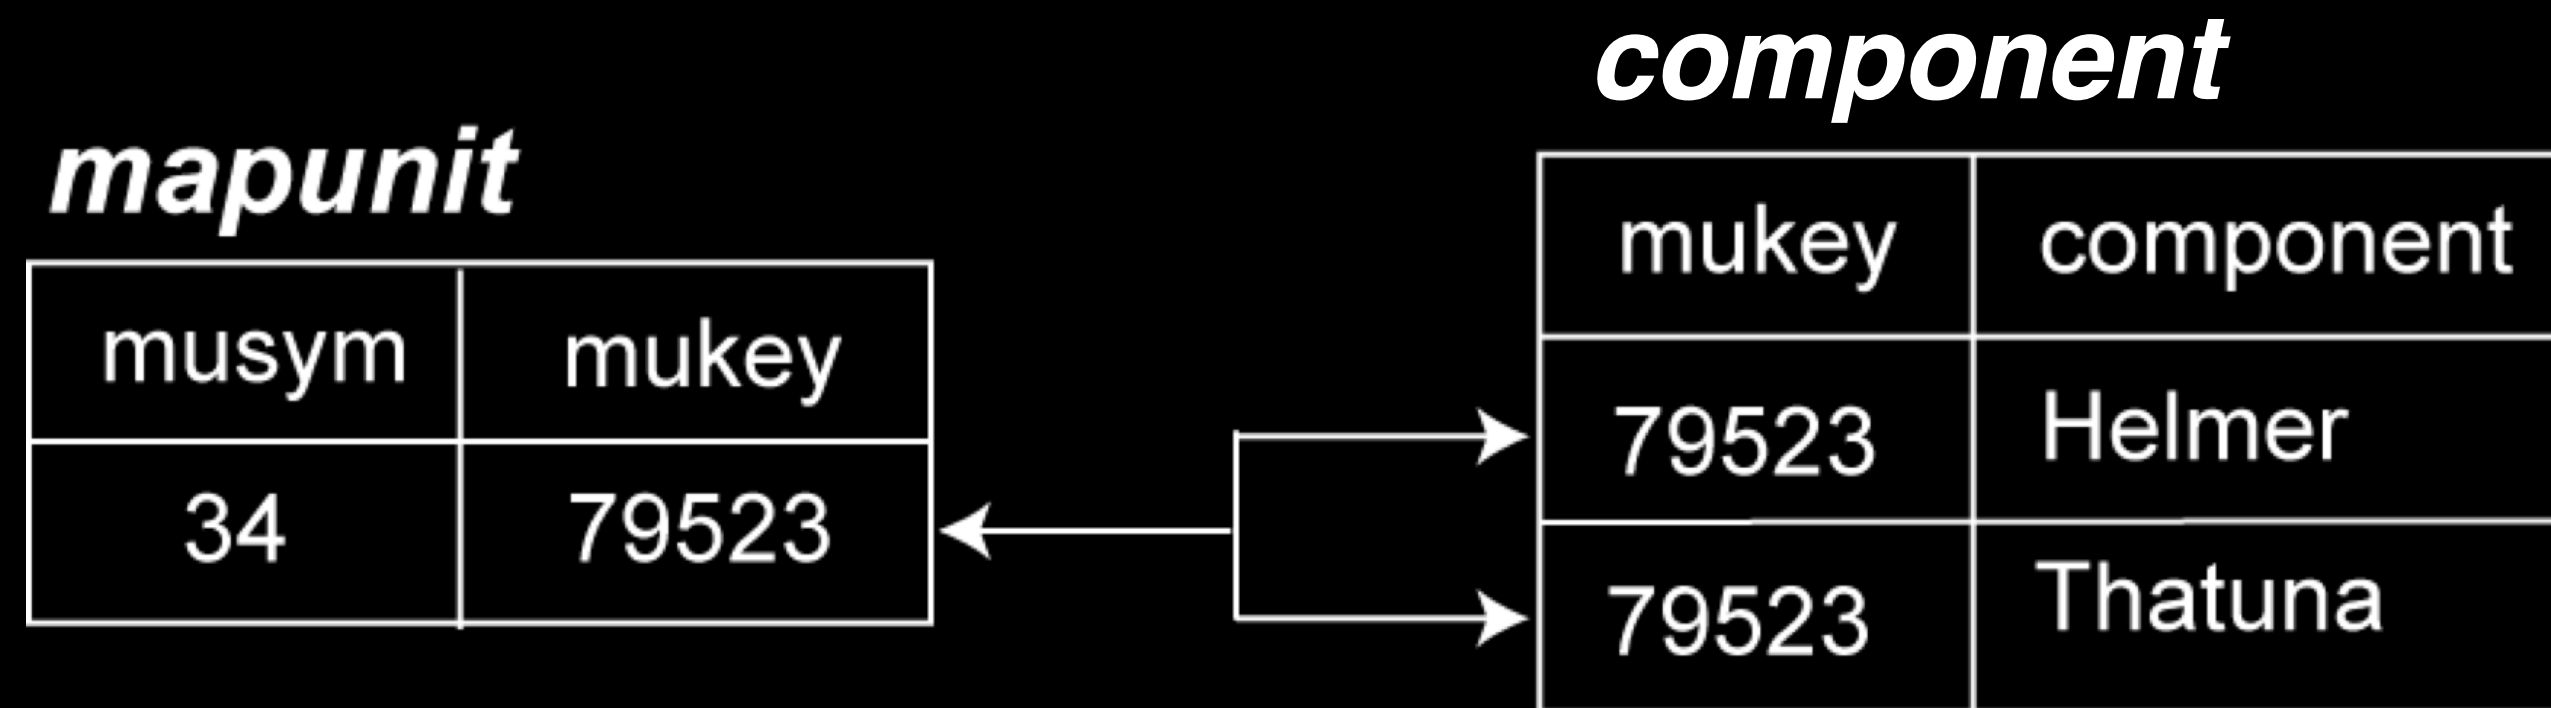 mapunit
musym mukey
34 79523
component
mukey component
79523 Helmer
79523 Thatuna